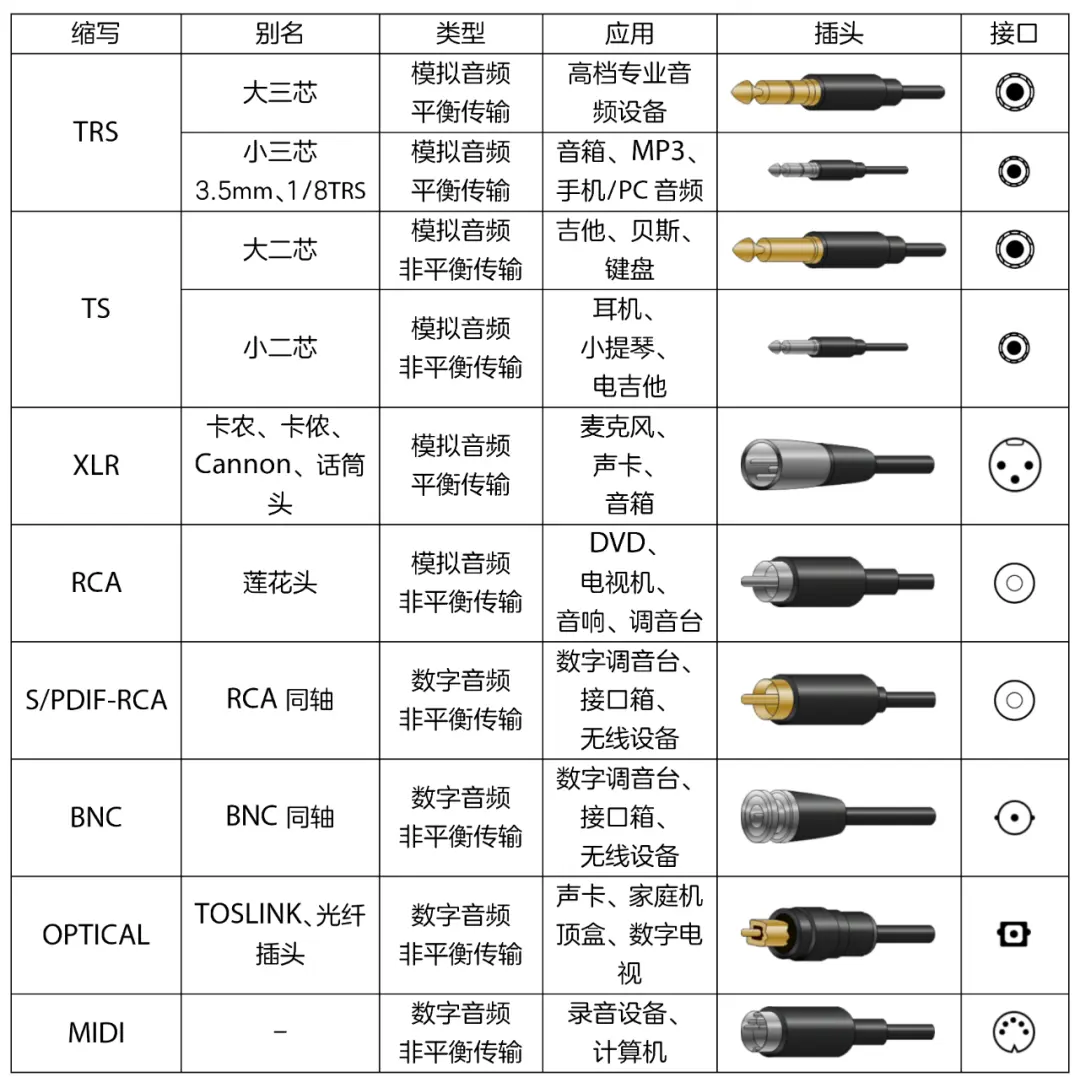 缩写 别名 类型 应用 插头 接口
TRS
大三芯
模拟音频
平衡传输
高档专业音
频设备
小三芯
3.5mm、1/8TRS
模拟音频
平衡传输
音箱、MP3、
手机/PC 音频
TS
大二芯
模拟音频
非平衡传输
吉他、贝斯、
键盘
小二芯
模拟音频
非平衡传输
耳机、
小提琴、
电吉他
XLR
卡农、卡侬、
Cannon、话筒
头
模拟音频
平衡传输
麦克风、
声卡、
音箱
RCA
莲花头
模拟音频
非平衡传输
DVD、
电视机、
音响、调音台
S/PDIF-RCA
RCA 同轴
数字音频
非平衡传输
数字调音台、
接口箱、
无线设备
BNC
BNC 同轴
数字音频
非平衡传输
数字调音台、
接口箱、
无线设备
OPTICAL
TOSLINK、光纤
插头
数字音频
非平衡传输
声卡、家庭机
顶盒、数字电
视
MIDI
–
数字音频
非平衡传输
录音设备、
计算机